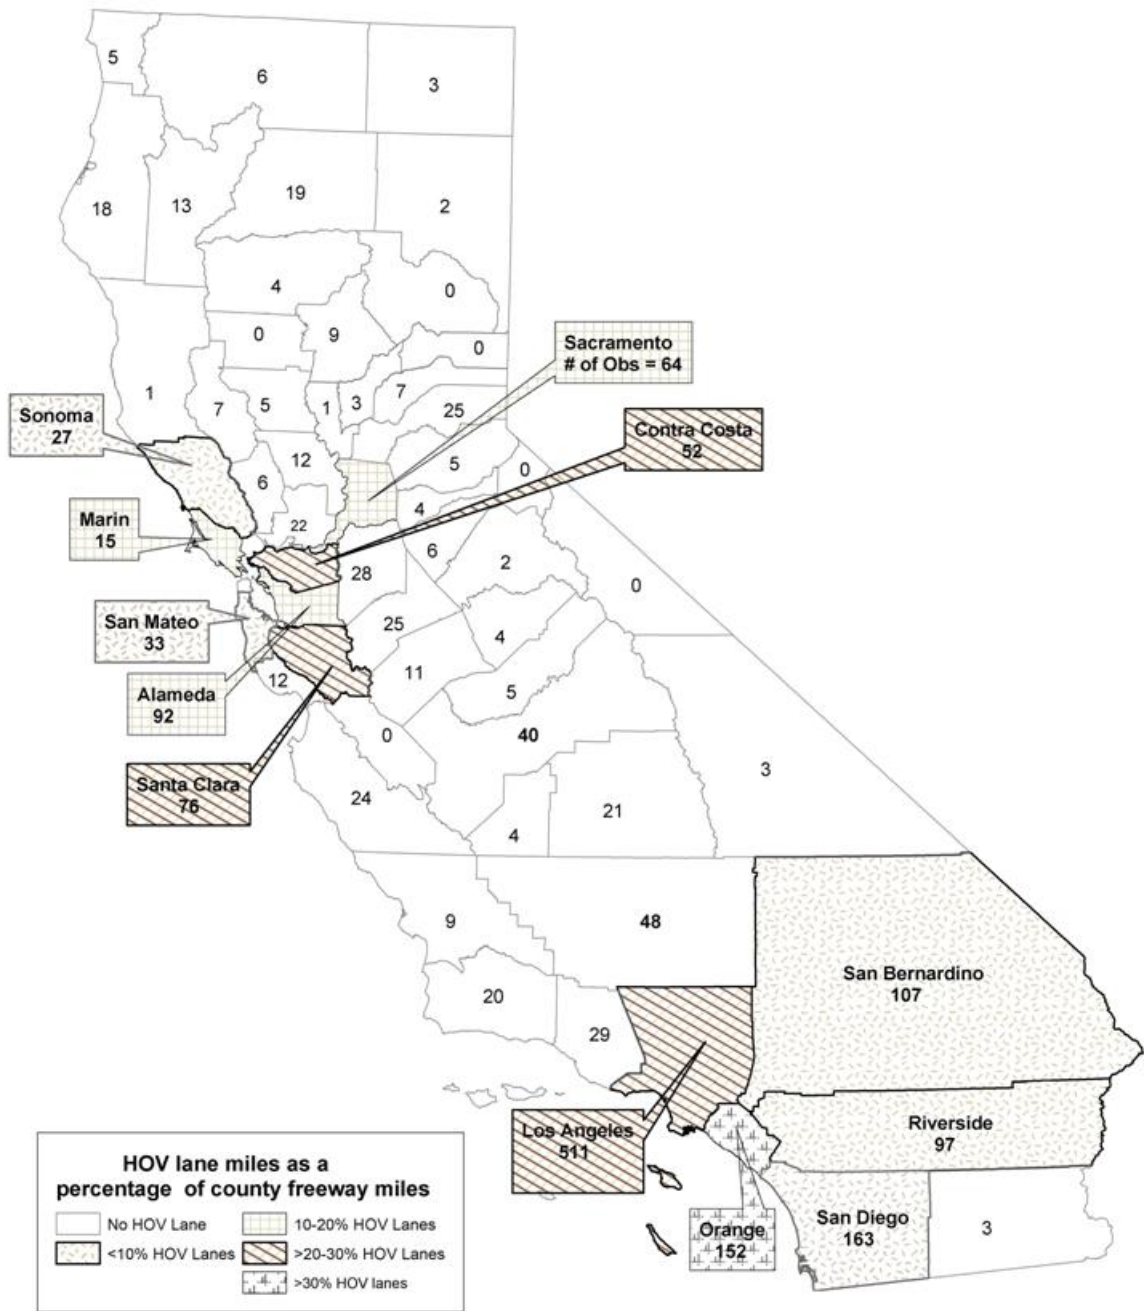 5
6
3
18
13
19
2
4
0
0
9
0
Sacramento
# of Obs = 64
1
7
5
1
3
7
25
Sonoma
27
Contra Costa
52
6
12
5
0
4
22
Marin
15
28
6
2
0
San Mateo
33
25
4
12
11
5
Alameda
92
0
40
3
Santa Clara
76
24
4
21
9
48
San Bernardino
107
20
29
Los Angeles
511
Riverside
97
Orange
152
San Diego
163
3
HOV lane miles as a
percentage of county freeway miles
No HOV Lane
10-20% HOV Lanes
<10% HOV Lanes
>20-30% HOV Lanes
>30% HOV lanes